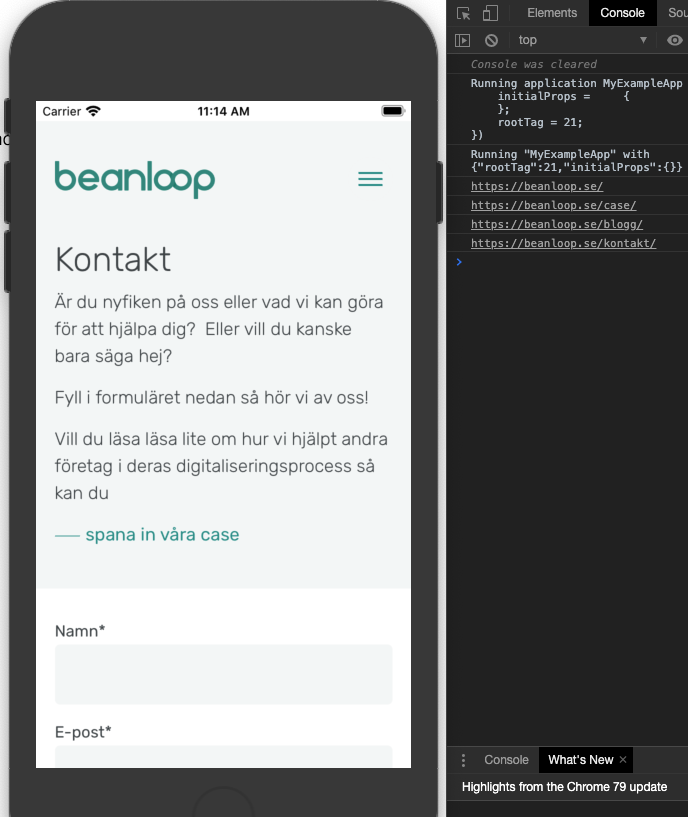 Carrier
11:14 AM
beanloop
Kontakt
Är du nyfiken på oss eller vad vi kan göra
för att hjälpa dig?  Eller vill du kanske
bara säga hej?
Fyll i formuläret nedan så hör vi av oss!
Vill du läsa läsa lite om hur vi hjälpt andra
företag i deras digitaliseringsprocess så
kan du
spana in våra case
Namn*
E-post*
Elements Console Sou
top
Console was cleared
Running application MyExampleApp
initialProps =     {
};
rootTag = 21;
})
Running "MyExampleApp" with
{"rootTag":21,"initialProps":{}}
https://beanloop.se/
https://beanloop.se/case/
https://beanloop.se/blogg/
https://beanloop.se/kontakt/
Console What's New ×
Highlights from the Chrome 79 update